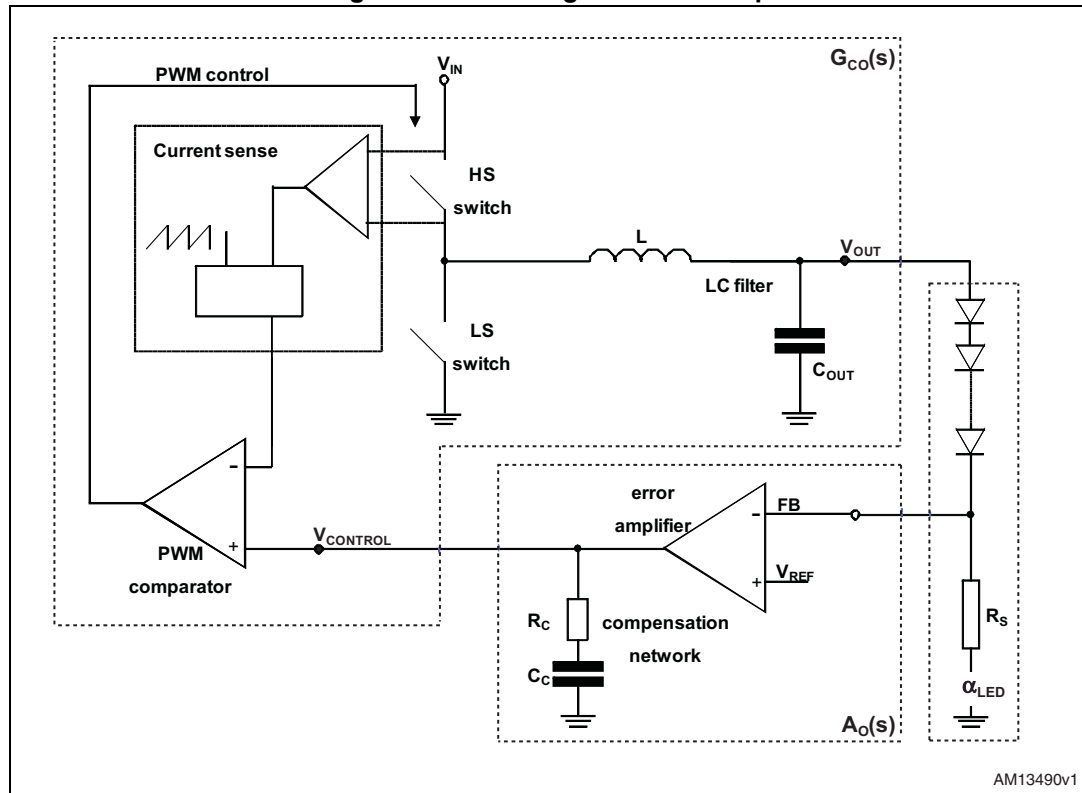 V_IN
G_CO(s)
PWM control
Current sense
HS
switch
L
V_OUT
LC filter
LS
switch
C_OUT
error
amplifier
FB
-
-
V_CONTROL
+
PWM
comparator
+
V_REF
R_C
compensation
network
C_C
R_S
α_LED
A_O(s)
AM13490v1